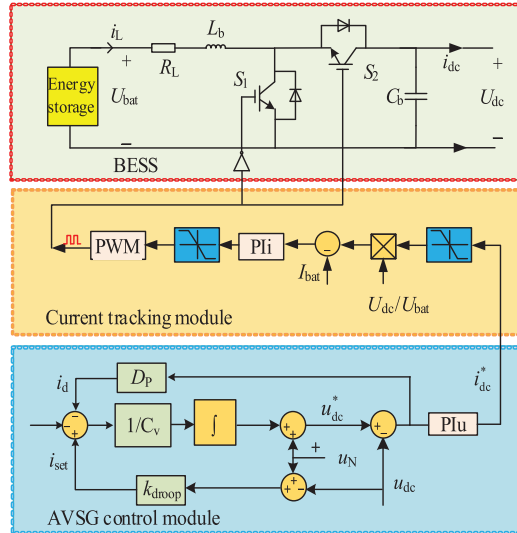 i_L
L_b
R_L
+
Energy
storage
U_bat
−
S_1
S_2
C_b
i_dc
+
U_dc
−
BESS
PWM
PIi
−
I_bat
U_dc/U_bat
Current tracking module
i_d
D_P
i*_dc
−
−
+
1/C_v
∫
+
+
u*_dc
+
−
PIu
i_set
+
u_N
k_droop
+
−
u_dc
AVSG control module